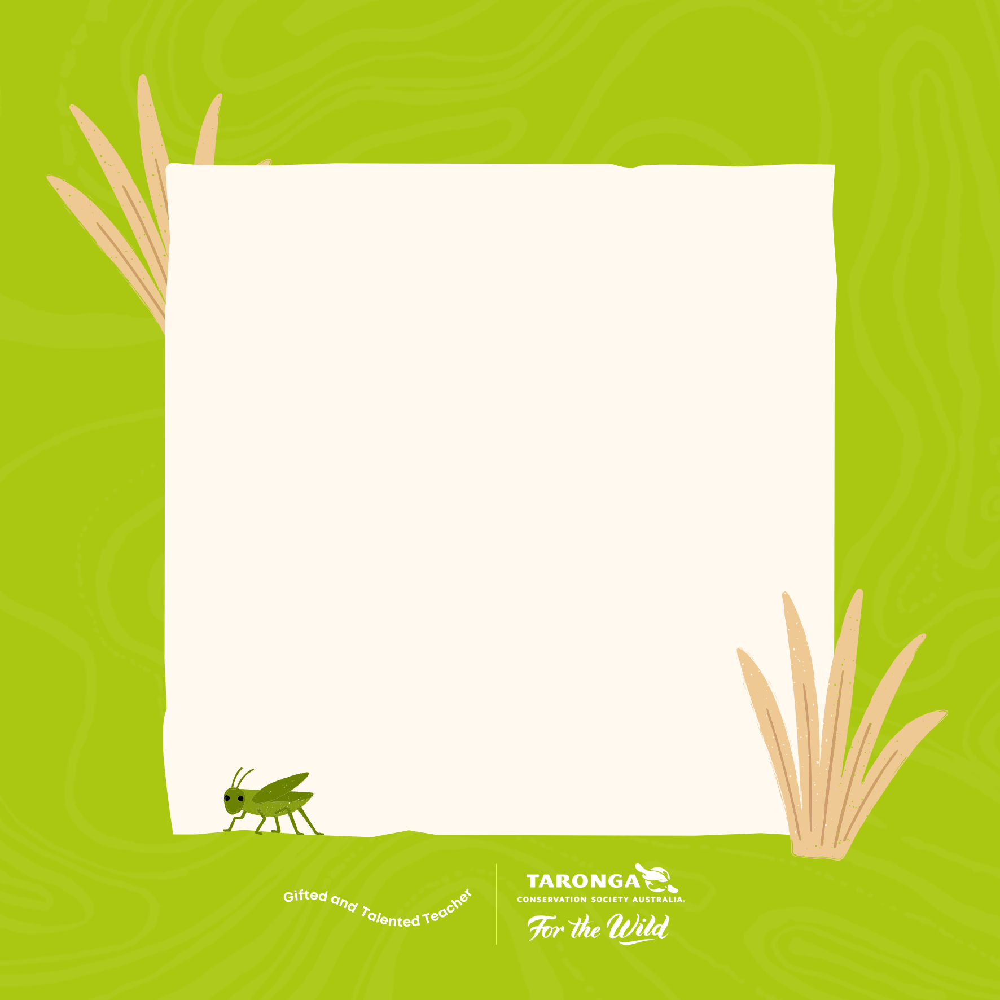 Gifted and Talented Teacher
TARONGA
CONSERVATION SOCIETY AUSTRALIA®
For the Wild